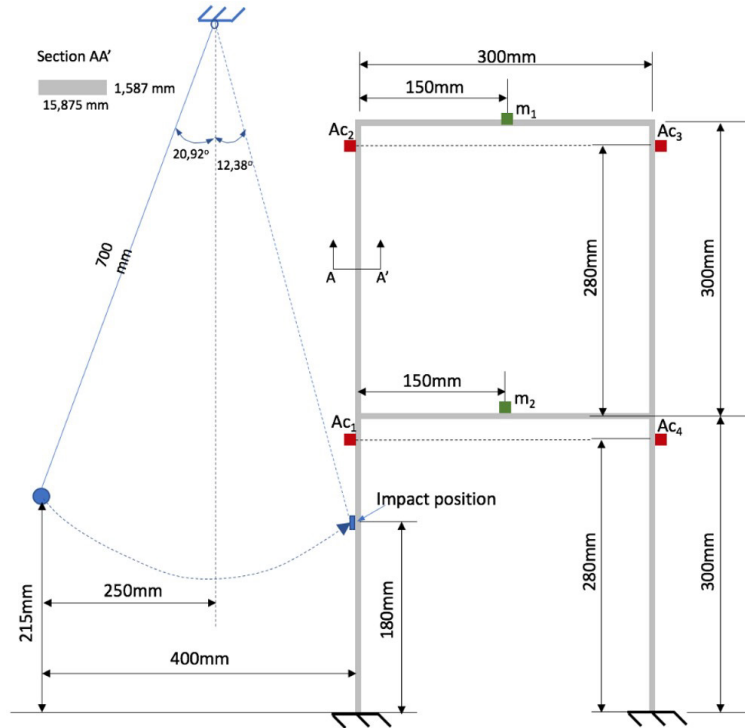 Section AA'
1,587 mm
15,875 mm
20,92°
12,38°
700
mm
300mm
150mm
m1
Ac2
Ac3
A
A'
280mm
300mm
150mm
m2
Ac1
Ac4
Impact position
215mm
250mm
400mm
180mm
280mm
300mm